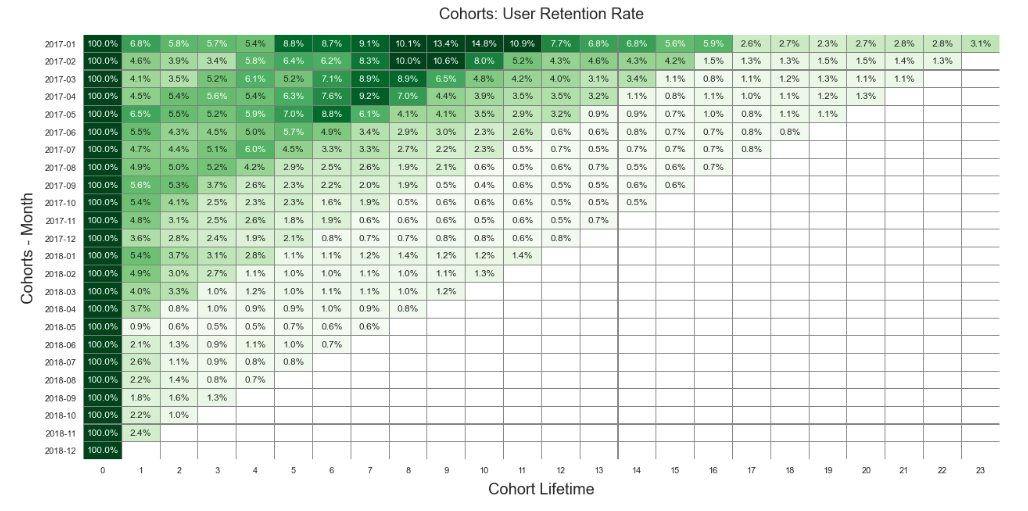 Cohorts: User Retention Rate
Cohorts - Month
2017-01 100.0% 6.8% 5.8% 5.7% 5.4% 8.8% 8.7% 9.1% 10.1% 13.4% 14.8% 10.9% 7.7% 6.8% 6.8% 5.6% 5.9% 2.6% 2.7% 2.3% 2.7% 2.8% 2.8% 3.1%
2017-02 100.0% 4.6% 3.9% 3.4% 5.8% 6.4% 6.2% 8.3% 10.0% 10.6% 8.0% 5.2% 4.3% 4.6% 4.3% 4.2% 1.5% 1.3% 1.3% 1.5% 1.5% 1.4% 1.3%
2017-03 100.0% 4.1% 3.5% 5.2% 6.1% 5.2% 7.1% 8.9% 8.9% 6.5% 4.8% 4.2% 4.0% 3.1% 3.4% 1.1% 0.8% 1.1% 1.2% 1.3% 1.1% 1.1%
2017-04 100.0% 4.5% 5.4% 5.6% 5.4% 6.3% 7.6% 9.2% 7.0% 4.4% 3.9% 3.5% 3.5% 3.2% 1.1% 0.8% 1.1% 1.0% 1.1% 1.2% 1.3%
2017-05 100.0% 6.5% 5.5% 5.2% 5.9% 7.0% 8.8% 6.1% 4.1% 4.1% 3.5% 2.9% 3.2% 0.9% 0.9% 0.7% 1.0% 0.8% 1.1% 1.1%
2017-06 100.0% 5.5% 4.3% 4.5% 5.0% 5.7% 4.9% 3.4% 2.9% 3.0% 2.3% 2.6% 0.6% 0.6% 0.8% 0.7% 0.7% 0.8% 0.8%
2017-07 100.0% 4.7% 4.4% 5.1% 6.0% 4.5% 3.3% 3.3% 2.7% 2.2% 2.3% 0.5% 0.7% 0.5% 0.7% 0.7% 0.7% 0.8%
2017-08 100.0% 4.9% 5.0% 5.2% 4.2% 2.9% 2.5% 2.6% 1.9% 2.1% 0.6% 0.5% 0.6% 0.7% 0.5% 0.6% 0.7%
2017-09 100.0% 5.6% 5.3% 3.7% 2.6% 2.3% 2.2% 2.0% 1.9% 0.5% 0.4% 0.6% 0.5% 0.5% 0.6% 0.6%
2017-10 100.0% 5.4% 4.1% 2.5% 2.3% 2.3% 1.6% 1.9% 0.5% 0.6% 0.6% 0.6% 0.5% 0.5% 0.5%
2017-11 100.0% 4.8% 3.1% 2.5% 2.6% 1.8% 1.9% 0.6% 0.6% 0.6% 0.5% 0.6% 0.5% 0.7%
2017-12 100.0% 3.6% 2.8% 2.4% 1.9% 2.1% 0.8% 0.7% 0.7% 0.8% 0.8% 0.6% 0.8%
2018-01 100.0% 5.4% 3.7% 3.1% 2.8% 1.1% 1.1% 1.2% 1.4% 1.2% 1.2% 1.4%
2018-02 100.0% 4.9% 3.0% 2.7% 1.1% 1.0% 1.0% 1.1% 1.0% 1.1% 1.3%
2018-03 100.0% 4.0% 3.3% 1.0% 1.2% 1.0% 1.1% 1.1% 1.0% 1.2%
2018-04 100.0% 3.7% 0.8% 1.0% 0.9% 0.9% 1.0% 0.9% 0.8%
2018-05 100.0% 0.9% 0.6% 0.5% 0.5% 0.7% 0.6% 0.6%
2018-06 100.0% 2.1% 1.3% 0.9% 1.1% 1.0% 0.7%
2018-07 100.0% 2.6% 1.1% 0.9% 0.8% 0.8%
2018-08 100.0% 2.2% 1.4% 0.8% 0.7%
2018-09 100.0% 1.8% 1.6% 1.3%
2018-10 100.0% 2.2% 1.0%
2018-11 100.0% 2.4%
2018-12 100.0%
0 1 2 3 4 5 6 7 8 9 10 11 12 13 14 15 16 17 18 19 20 21 22 23
Cohort Lifetime